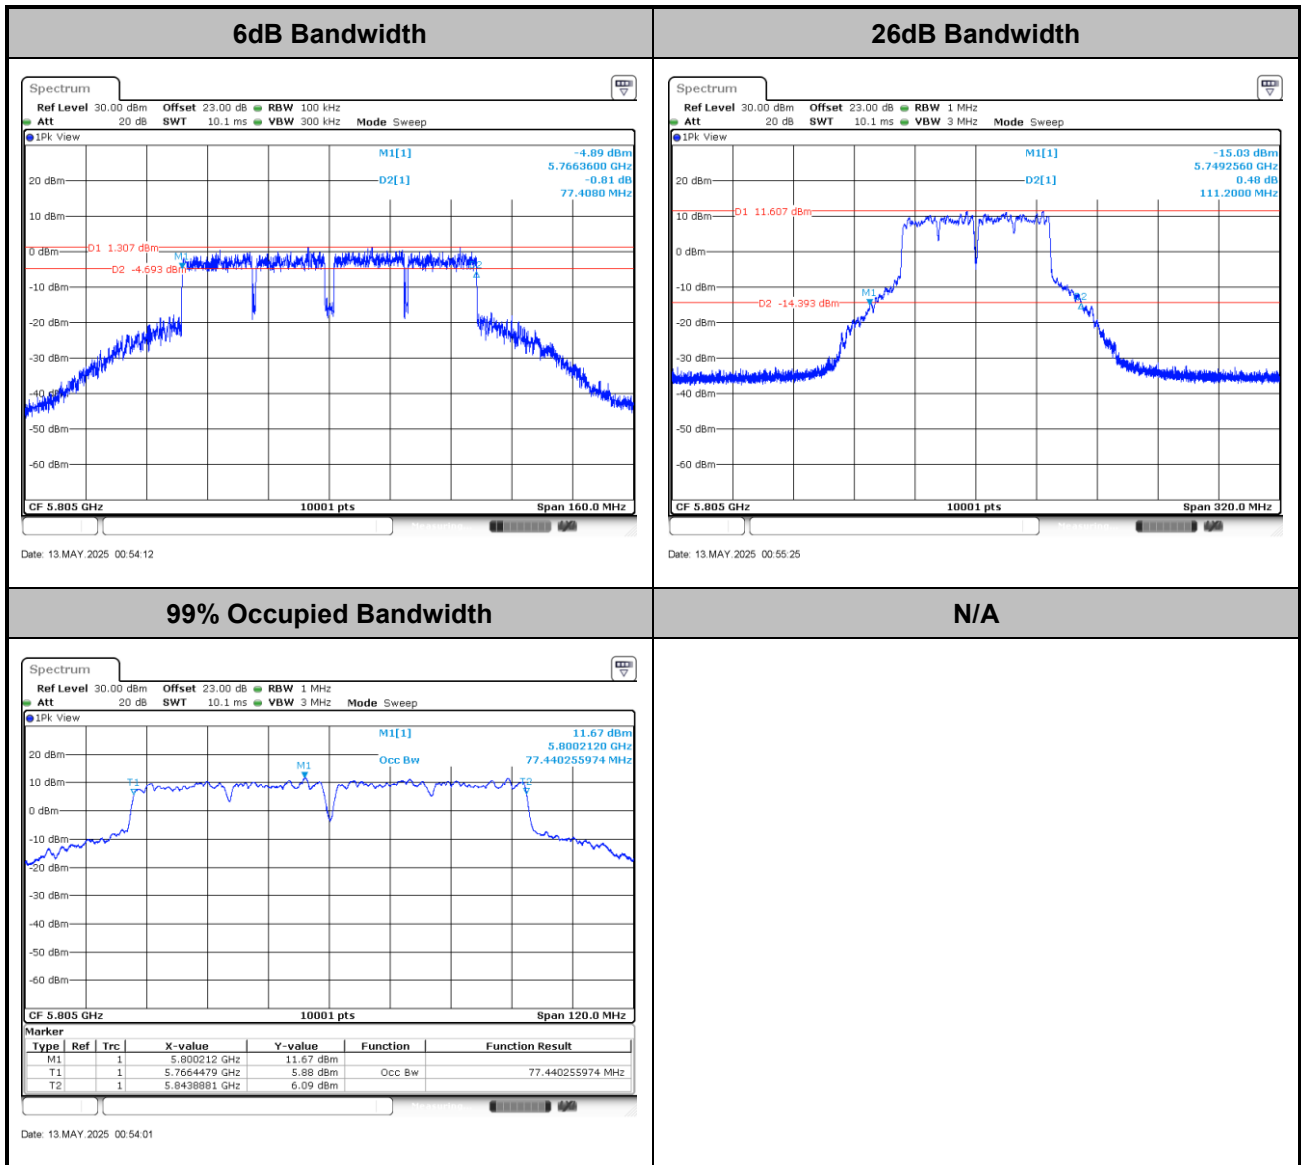 6dB Bandwidth
26dB Bandwidth
Spectrum
Ref Level 30.00 dBm Offset 23.00 dB RBW 100 kHz
Att 20 dB SWT 10.1 ms VBW 300 kHz Mode Sweep
1Pk View
M1[1] -4.89 dBm
5.7663600 GHz
D2[1] -0.81 dB
77.4080 MHz
20 dBm
10 dBm
D1 1.307 dBm
0 dBm
M1
D2 -4.693 dBm
-10 dBm
-20 dBm
-30 dBm
-40 dBm
-50 dBm
-60 dBm
CF 5.805 GHz 10001 pts Span 160.0 MHz
Date: 13.MAY.2025 00:54:12
Spectrum
Ref Level 30.00 dBm Offset 23.00 dB RBW 1 MHz
Att 20 dB SWT 10.1 ms VBW 3 MHz Mode Sweep
1Pk View
M1[1] -15.03 dBm
5.7492560 GHz
D2[1] 0.48 dB
111.2000 MHz
20 dBm
10 dBm
D1 11.607 dBm
0 dBm
-10 dBm
M1
D2 -14.393 dBm
-20 dBm
-30 dBm
-40 dBm
-50 dBm
-60 dBm
CF 5.805 GHz 10001 pts Span 320.0 MHz
Date: 13.MAY.2025 00:55:25
99% Occupied Bandwidth
N/A
Spectrum
Ref Level 30.00 dBm Offset 23.00 dB RBW 1 MHz
Att 20 dB SWT 10.1 ms VBW 3 MHz Mode Sweep
1Pk View
M1[1] 11.67 dBm
5.8002120 GHz
Occ Bw 77.440255974 MHz
20 dBm
M1
10 dBm
T1
T2
0 dBm
-10 dBm
-20 dBm
-30 dBm
-40 dBm
-50 dBm
-60 dBm
CF 5.805 GHz 10001 pts Span 120.0 MHz
Marker
Type Ref Trc X-value Y-value Function Function Result
M1 1 5.800212 GHz 11.67 dBm
T1 1 5.7664479 GHz 5.88 dBm Occ Bw 77.440255974 MHz
T2 1 5.8438881 GHz 6.09 dBm
Date: 13.MAY.2025 00:54:01